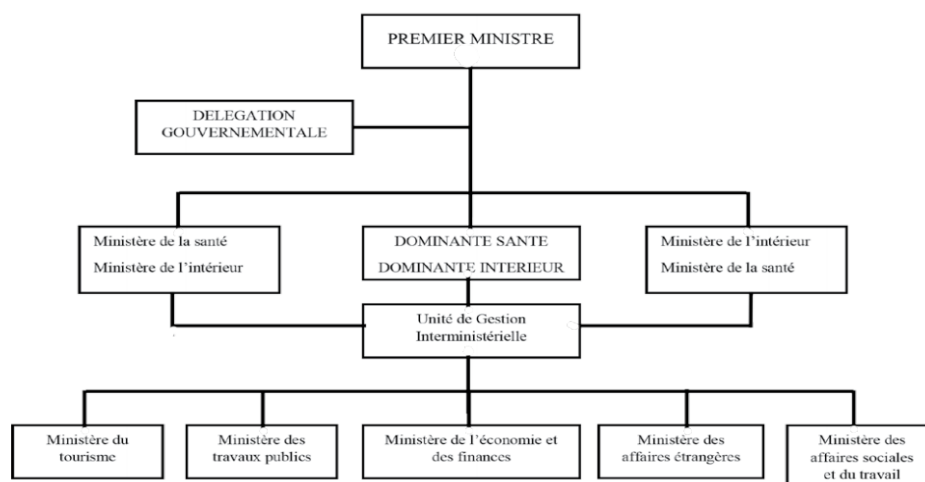 PREMIER MINISTRE
DELEGATION
GOUVERNEMENTALE
Ministère de la santé
Ministère de l'intérieur
DOMINANTE SANTE
DOMINANTE INTERIEUR
Ministère de l'intérieur
Ministère de la santé
Unité de Gestion
Interministérielle
Ministère du
tourisme
Ministère des
travaux publics
Ministère de l'économie et
des finances
Ministère des
affaires étrangères
Ministère des
affaires sociales
et du travail